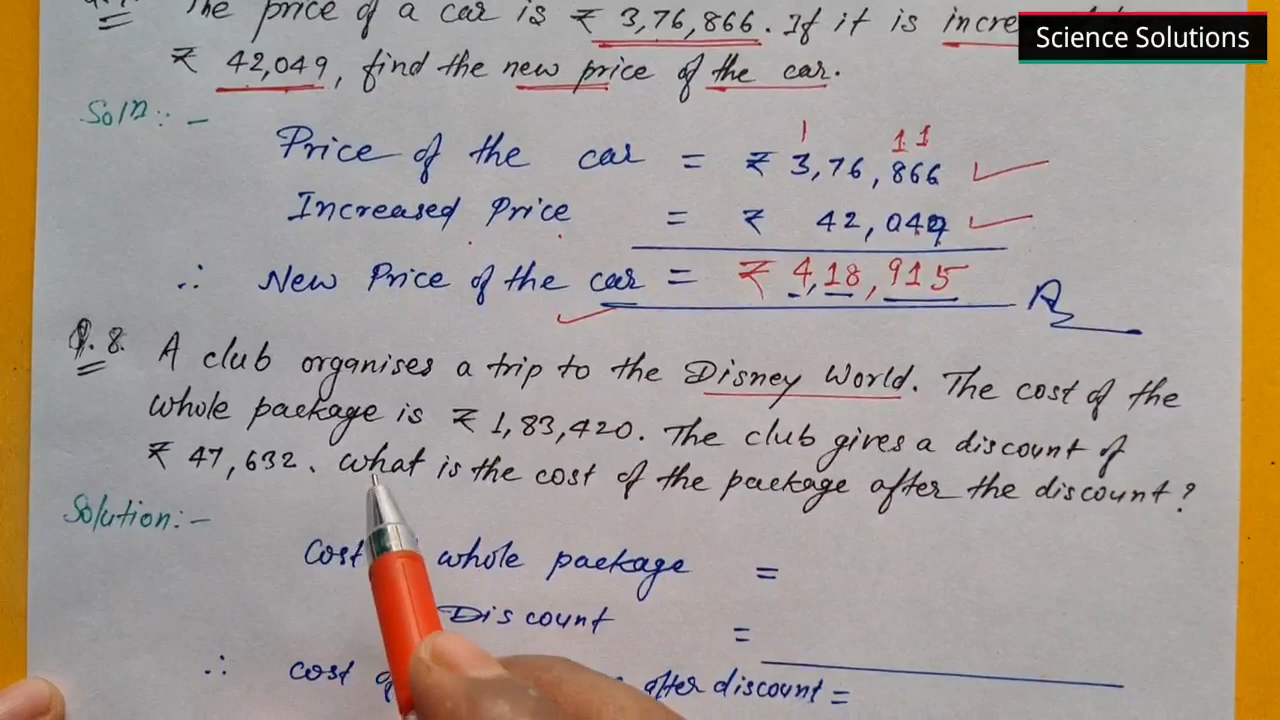 The price of a car is ₹ 3,76,866. If it is
Science Solutions
₹ 42,049, find the new price of the car.
Soln:-
1 1 1
Price of the car = ₹ 3,76,866
Increased Price = ₹ 42,049
∴ New Price of the car = ₹ 4,18,915
Q.8. A club organises a trip to the Disney World. The cost of the
whole package is ₹ 1,83,420. The club gives a discount of
₹ 47,632. What is the cost of the package after the discount?
Solution:-
Cost whole package =
Discount =
∴ cost after discount =